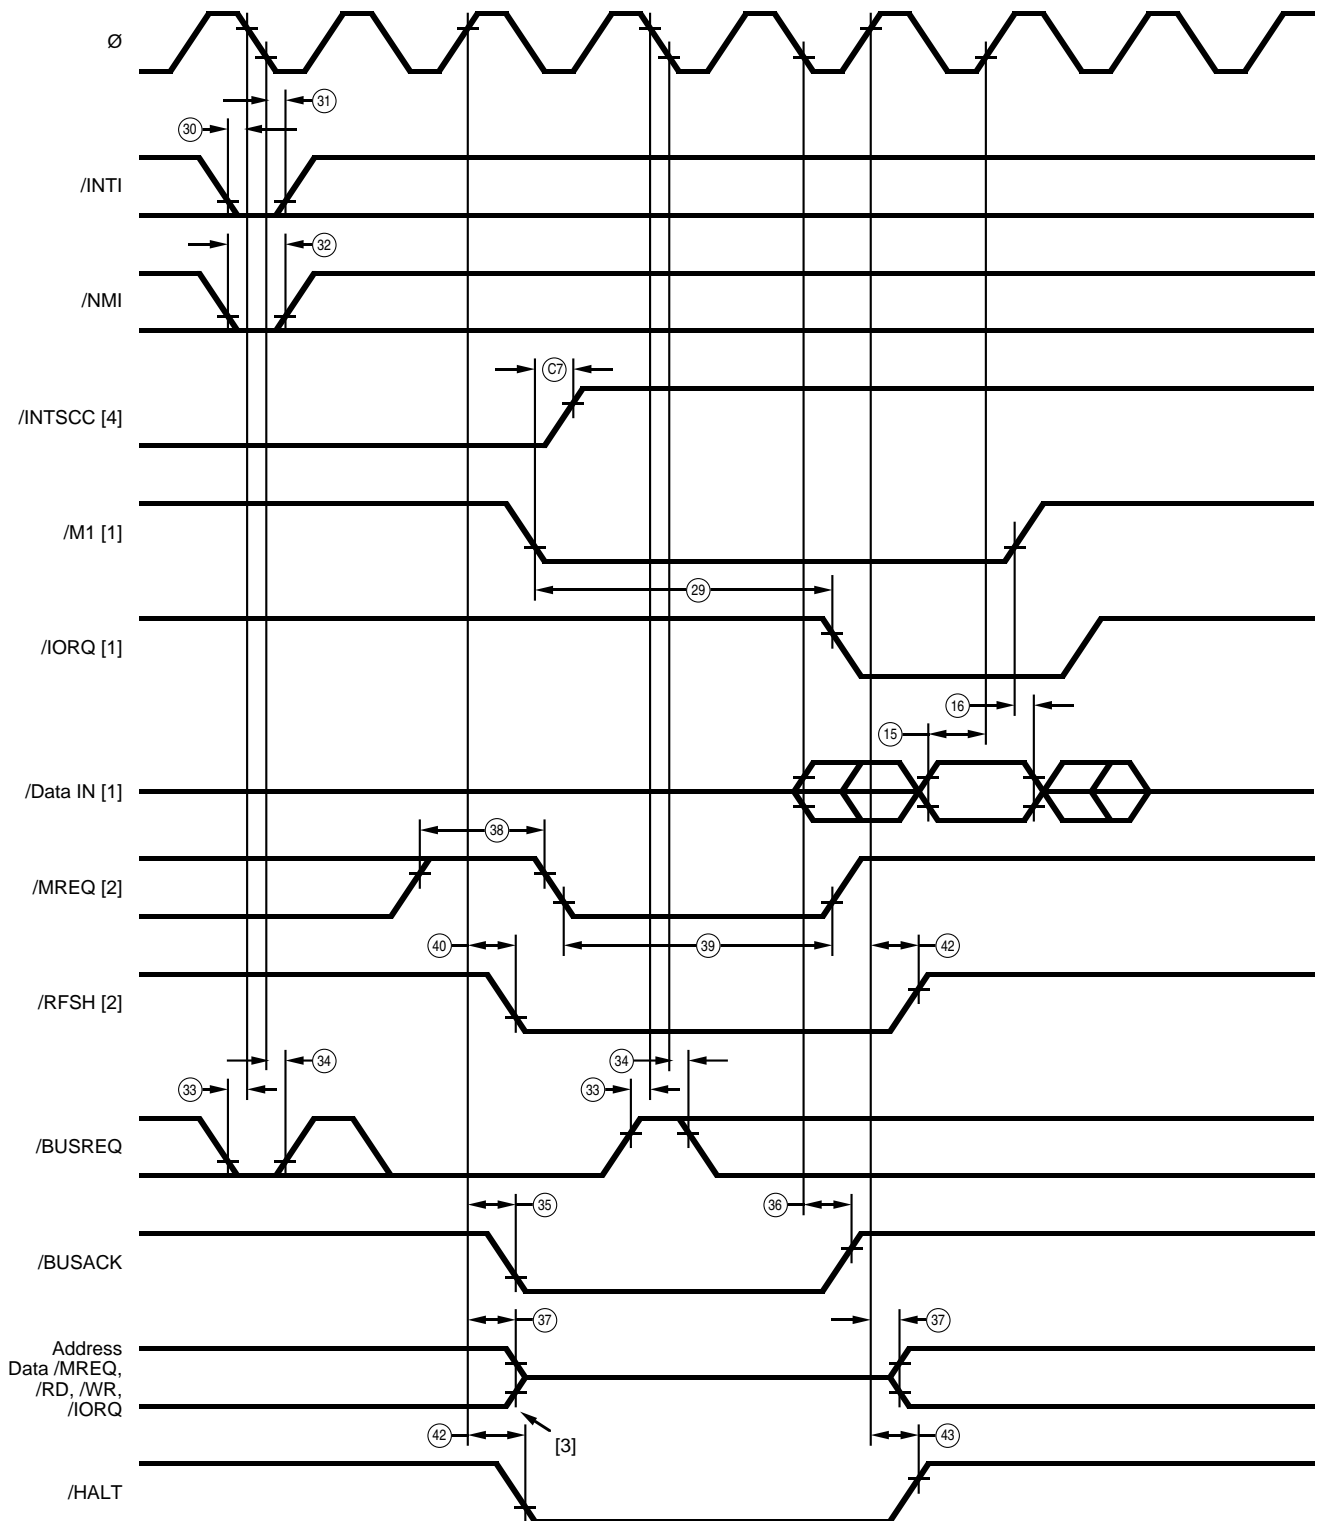 Ø
31
30
/INTI
32
/NMI
C7
/INTSCC [4]
/M1 [1]
29
/IORQ [1]
16
15
/Data IN [1]
38
/MREQ [2]
40
39
42
/RFSH [2]
34
34
33
33
/BUSREQ
35
36
/BUSACK
37
37
Address
Data /MREQ,
/RD, /WR,
/IORQ
42
[3]
43
/HALT